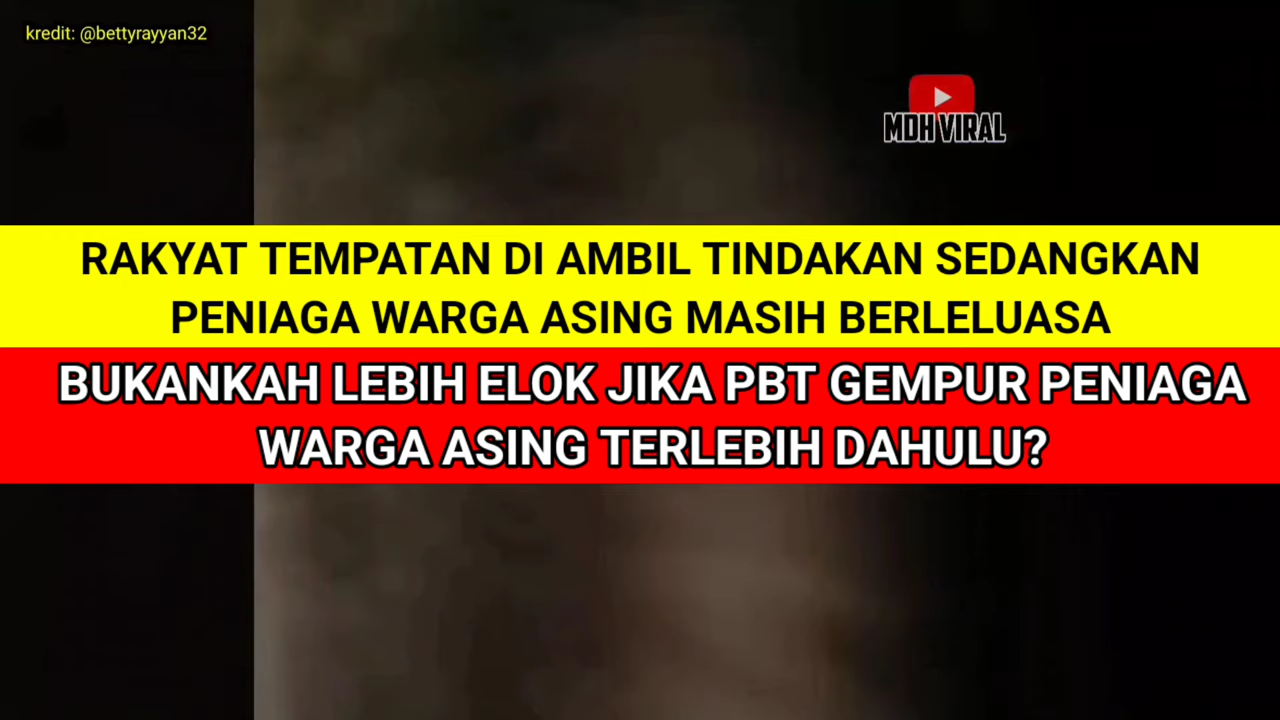 kredit: @bettyrayyan32
MDH VIRAL
RAKYAT TEMPATAN DI AMBIL TINDAKAN SEDANGKAN
PENIAGA WARGA ASING MASIH BERLELUASA
BUKANKAH LEBIH ELOK JIKA PBT GEMPUR PENIAGA
WARGA ASING TERLEBIH DAHULU?